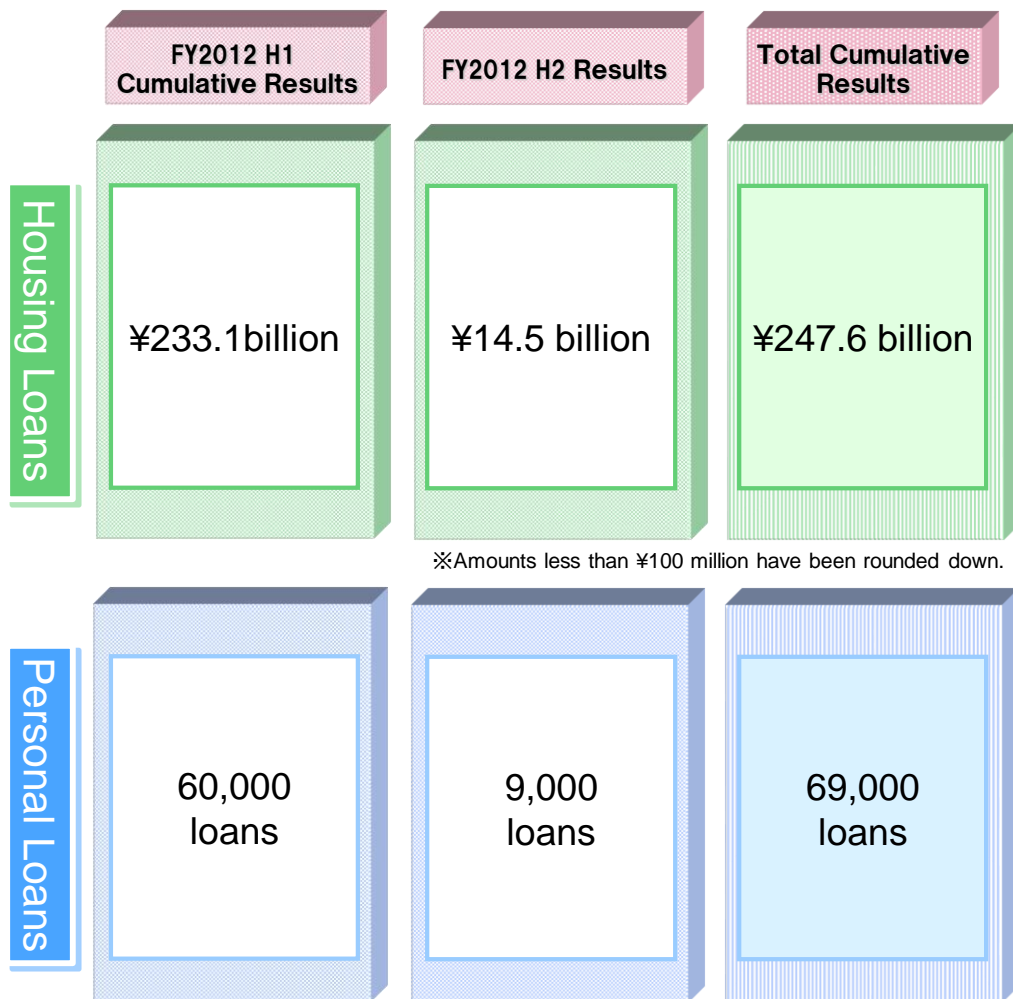 FY2012 H1
Cumulative Results
FY2012 H2 Results
Total Cumulative
Results
Housing Loans
¥233.1billion
¥14.5 billion
¥247.6 billion
※Amounts less than ¥100 million have been rounded down.
Personal Loans
60,000
loans
9,000
loans
69,000
loans